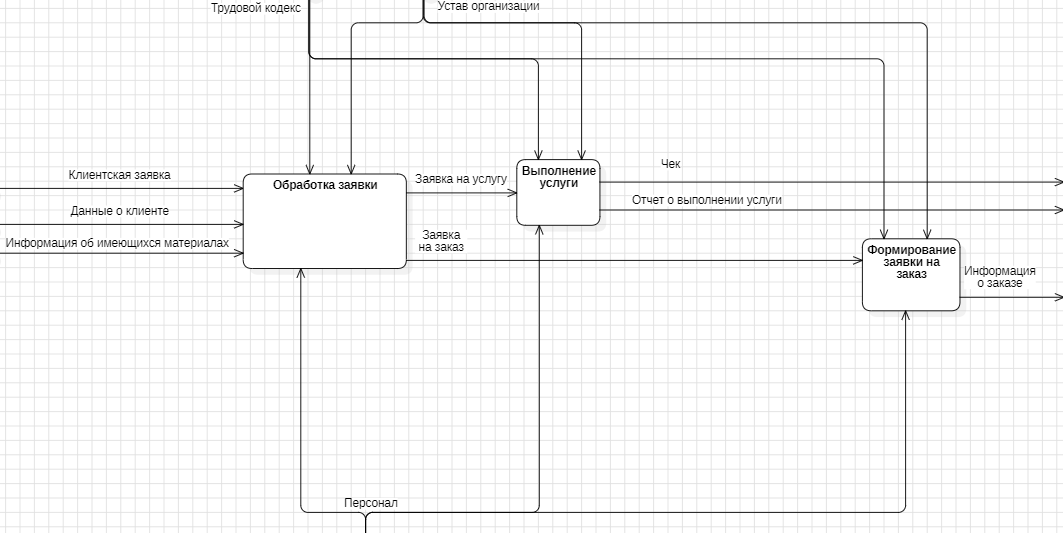 Трудовой кодекс
Устав организации
Клиентская заявка
Данные о клиенте
Информация об имеющихся материалах
Обработка заявки
Заявка на услугу
Заявка
на заказ
Выполнение
услуги
Чек
Отчет о выполнении услуги
Формирование
заявки на
заказ
Информация
о заказе
Персонал